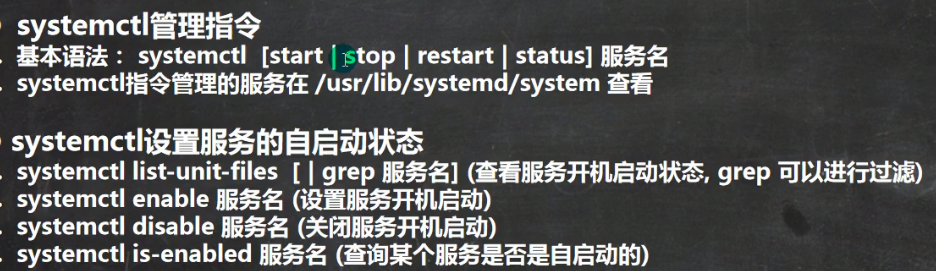 systemctl管理指令
基本语法： systemctl [start | stop | restart | status] 服务名
systemctl指令管理的服务在 /usr/lib/systemd/system 查看
systemctl设置服务的自启动状态
systemctl list-unit-files [ | grep 服务名] (查看服务开机启动状态, grep 可以进行过滤)
systemctl enable 服务名 (设置服务开机启动)
systemctl disable 服务名 (关闭服务开机启动)
systemctl is-enabled 服务名 (查询某个服务是否是自启动的)